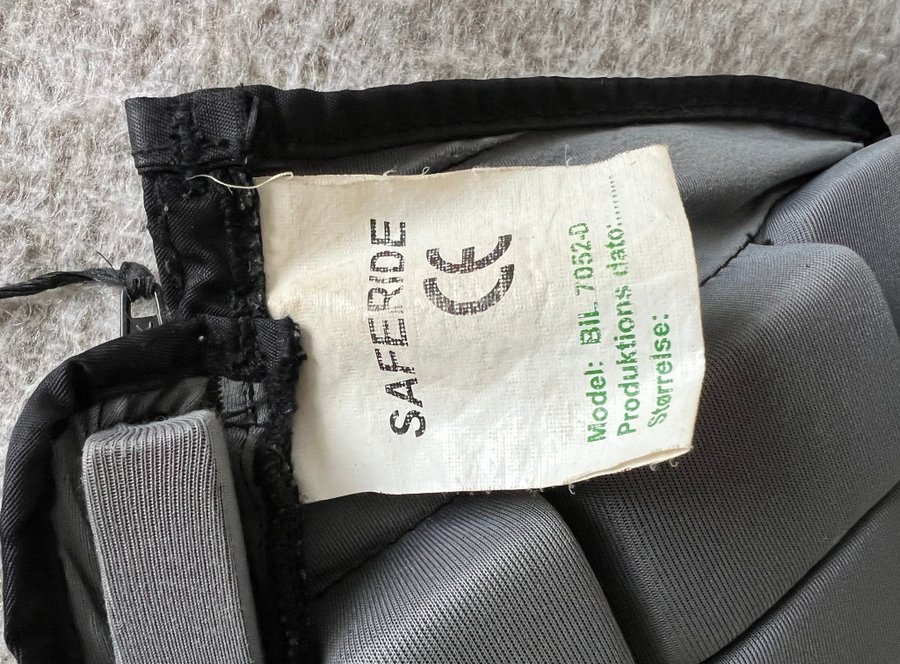 SAFERIDE
CE
Model: BIL 7052-D
Produktions dato:..........
Størrelse: